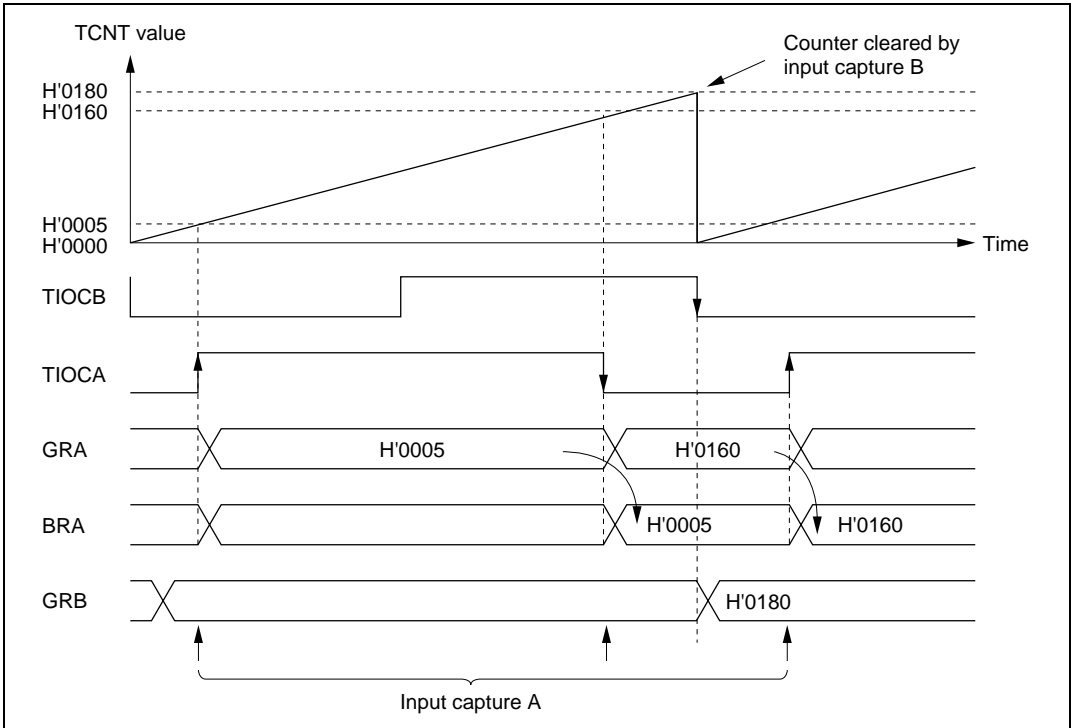 TCNT value
Counter cleared by
input capture B
H'0180
H'0160
H'0005
H'0000
Time
TIOCB
TIOCA
GRA
H'0005
H'0160
BRA
H'0005
H'0160
GRB
H'0180
Input capture A